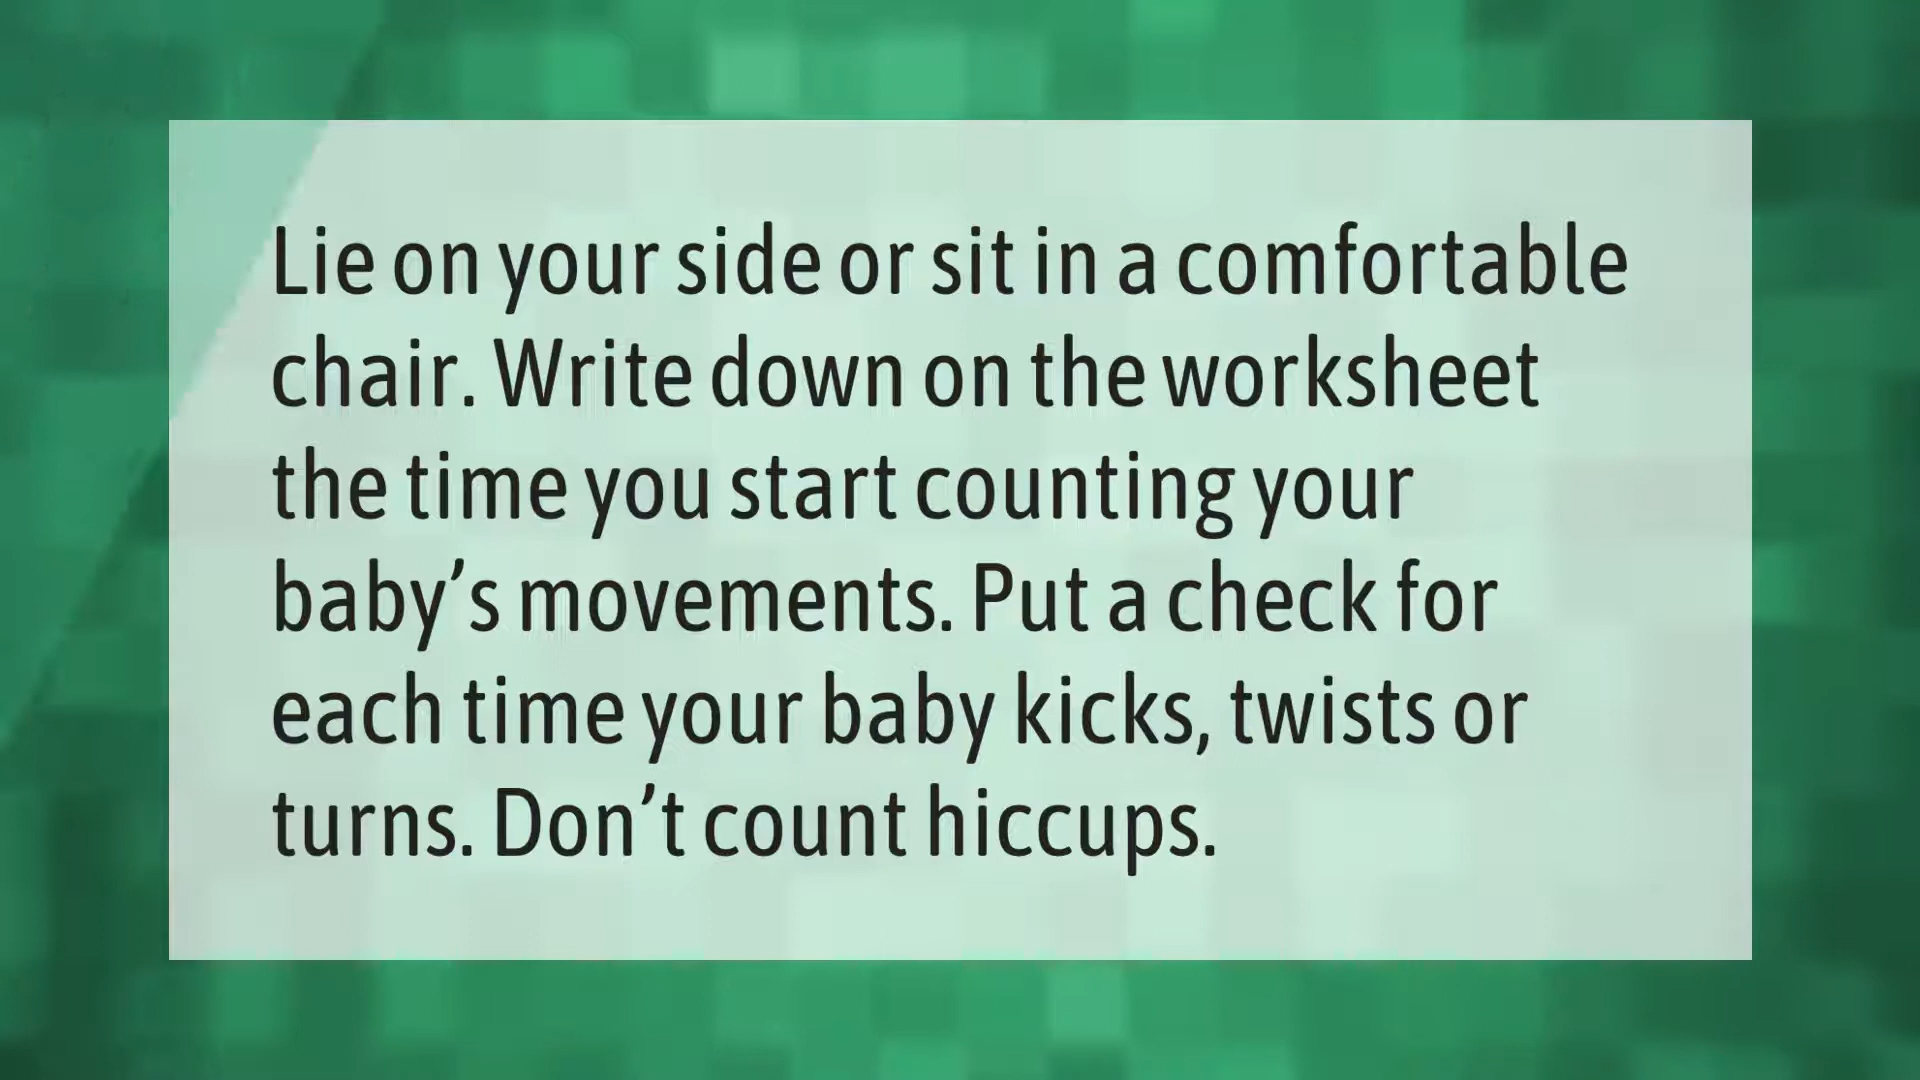 Lie on your side or sit in a comfortable
chair. Write down on the worksheet
the time you start counting your
baby’s movements. Put a check for
each time your baby kicks, twists or
turns. Don’t count hiccups.